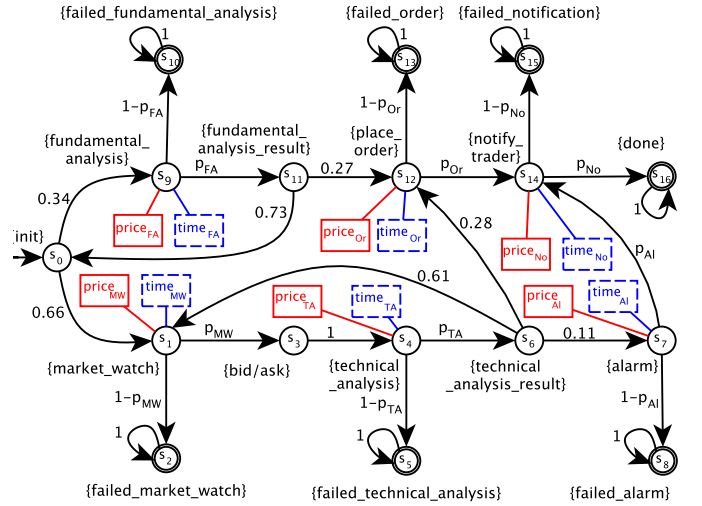 {failed_fundamental_analysis}
{failed_order}
{failed_notification}
1
1
1
s10
s13
s15
1-pFA
1-pOr
1-pNo
{fundamental_
analysis}
{fundamental_
analysis_result}
{place_
order}
{notify_
trader}
{done}
s9
pFA
s11
0.27
s12
pOr
s14
pNo
s16
1
0.34
0.73
priceFA
timeFA
priceOr
timeOr
0.28
priceNo
timeNo
pAl
init}
s0
0.66
priceMW
timeMW
priceTA
timeTA
0.61
priceAl
timeAl
s1
pMW
s3
1
s4
pTA
s6
0.11
s7
{market_watch}
{bid/ask}
{technical
_analysis}
{technical
_analysis_result}
{alarm}
1-pMW
1-pTA
1-pAl
1
s2
1
s5
1
s8
{failed_market_watch}
{failed_technical_analysis}
{failed_alarm}